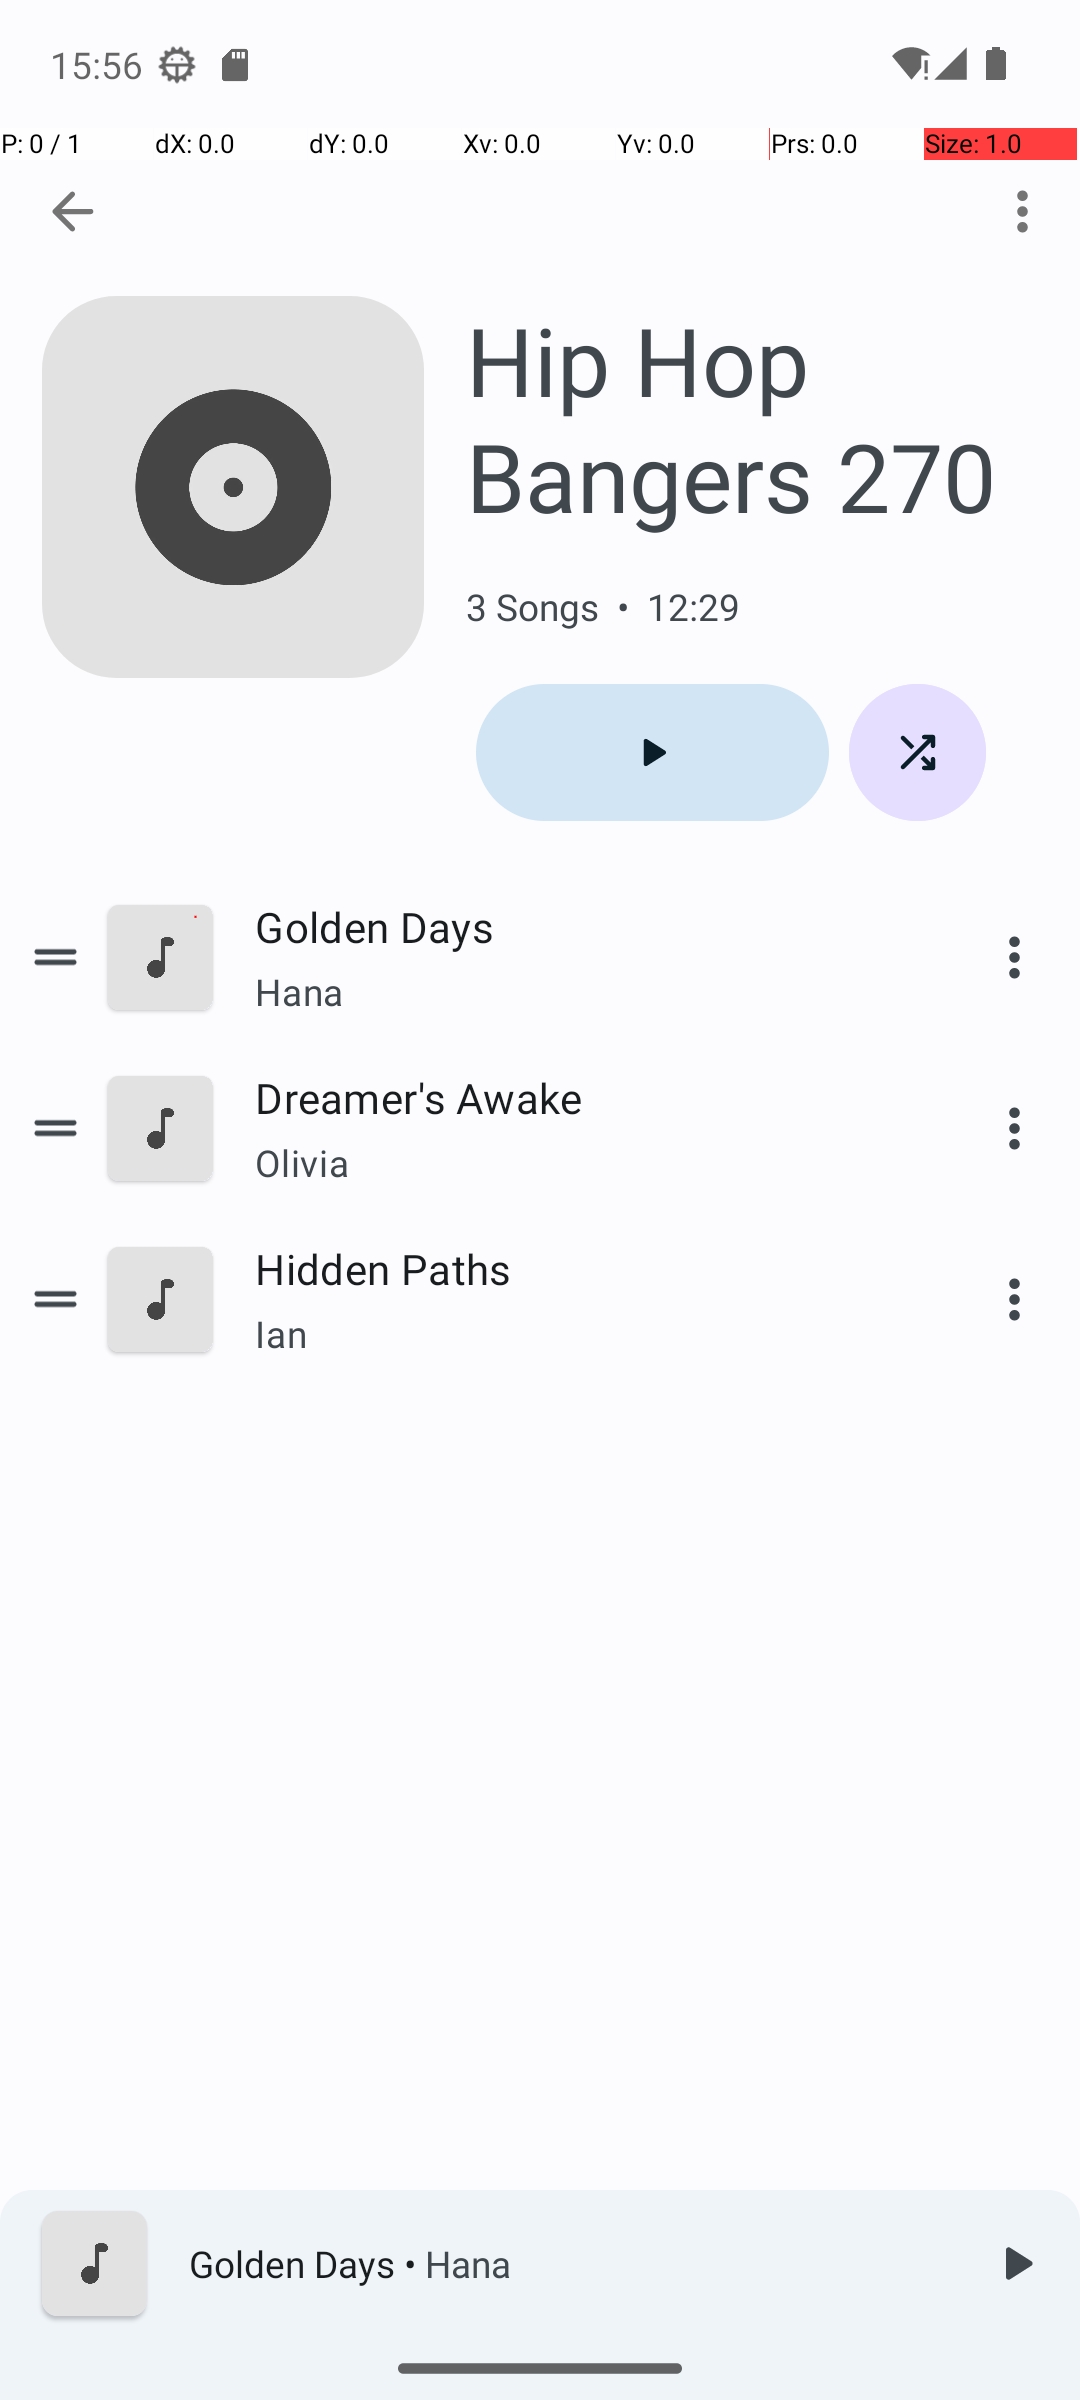 15:56
P: 0 / 1 dX: 0.0 dY: 0.0 Xv: 0.0 Yv: 0.0 Prs: 0.0 Size: 1.0
Hip Hop
Bangers 270
3 Songs • 12:29
Golden Days
Hana
Dreamer's Awake
Olivia
Hidden Paths
Ian
Golden Days • Hana